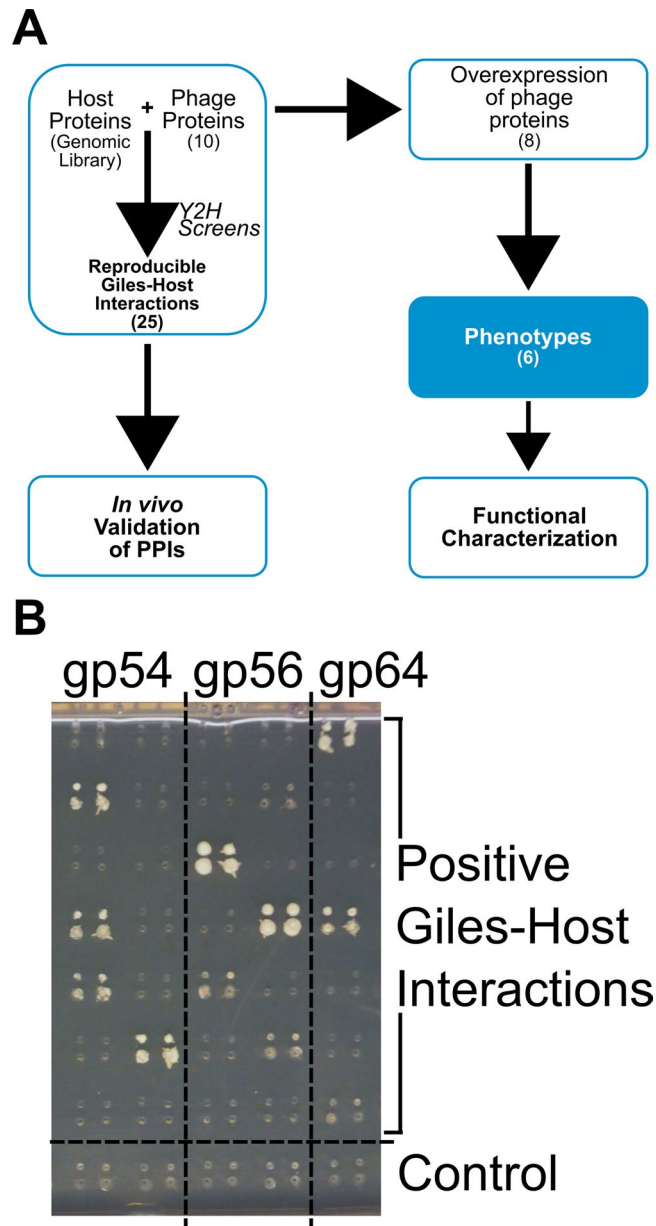 A
Host
Proteins
(Genomic
Library)
+
Phage
Proteins
(10)
Y2H
Screens
Reproducible
Giles-Host
Interactions
(25)
In vivo
Validation
of PPIs
Overexpression
of phage
proteins
(8)
Phenotypes
(6)
Functional
Characterization
B
gp54 gp56 gp64
Positive
Giles-Host
Interactions
Control